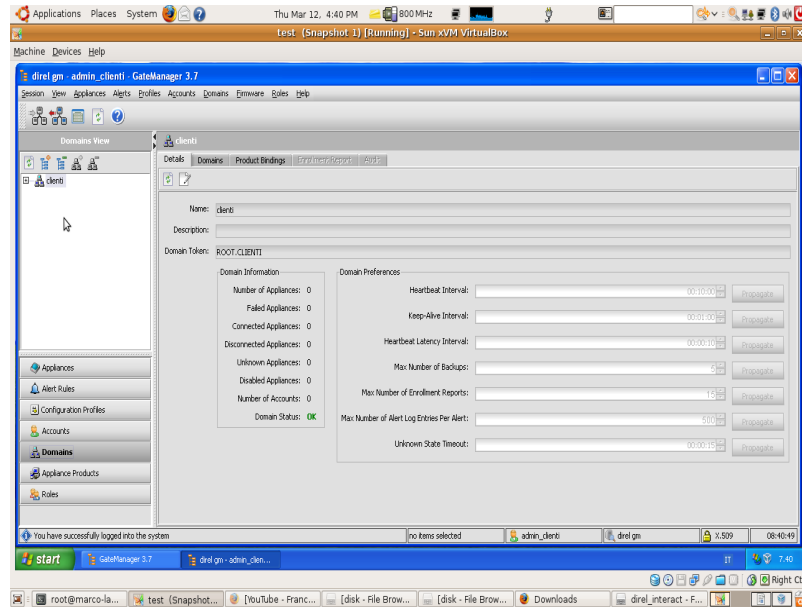 Applications Places System Thu Mar 12, 4:40 PM 800 MHz
test (Snapshot 1) [Running] - Sun xVM VirtualBox
Machine Devices Help
direl gm - admin_clienti - GateManager 3.7
Session View Appliances Alerts Profiles Accounts Domains Firmware Roles Help
Domains View
clienti
Details Domains Product Bindings Enrollment Report Audit
clienti
Name: clienti
Description:
Domain Token: ROOT.CLIENTI
Domain Information
Number of Appliances: 0
Failed Appliances: 0
Connected Appliances: 0
Disconnected Appliances: 0
Unknown Appliances: 0
Disabled Appliances: 0
Number of Accounts: 0
Domain Status: OK
Domain Preferences
Heartbeat Interval: 00:10:00 Propagate
Keep-Alive Interval: 00:01:00 Propagate
Heartbeat Latency Interval: 00:00:10 Propagate
Max Number of Backups: 5 Propagate
Max Number of Enrollment Reports: 15 Propagate
Max Number of Alert Log Entries Per Alert: 500 Propagate
Unknown State Timeout: 00:00:15 Propagate
Appliances
Alert Rules
Configuration Profiles
Accounts
Domains
Appliance Products
Roles
You have successfully logged into the system no items selected admin_clienti direl gm X.509 08:40:49
start GateManager 3.7 direl gm - admin_clien... IT 7.40
Right Ct
root@marco-la... test (Snapshot... [YouTube - Franc... [disk - File Brow... [disk - File Brow... Downloads direl_interact - F...